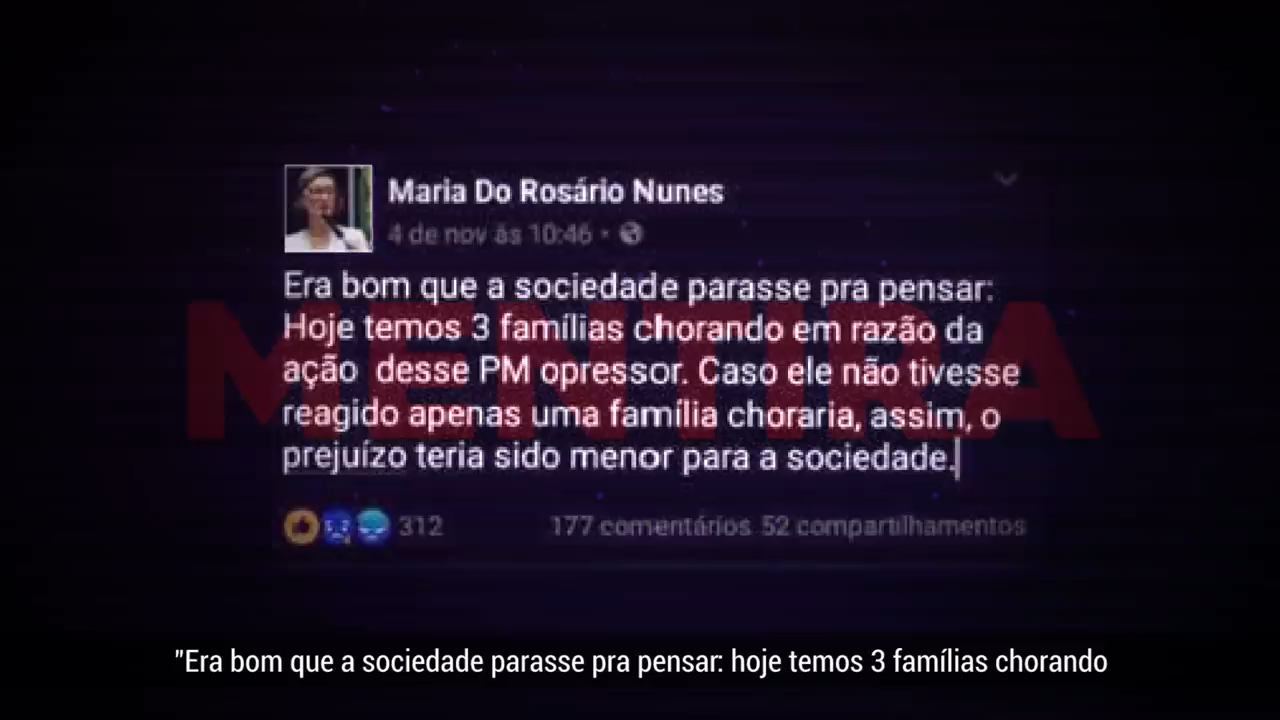 Maria Do Rosário Nunes
4 de nov às 10:46 ·
Era bom que a sociedade parasse pra pensar:
Hoje temos 3 famílias chorando em razão da
ação desse PM opressor. Caso ele não tivesse
reagido apenas uma família choraria, assim, o
prejuízo teria sido menor para a sociedade.
MENTIRA
312 177 comentários 52 compartilhamentos
"Era bom que a sociedade parasse pra pensar: hoje temos 3 famílias chorando